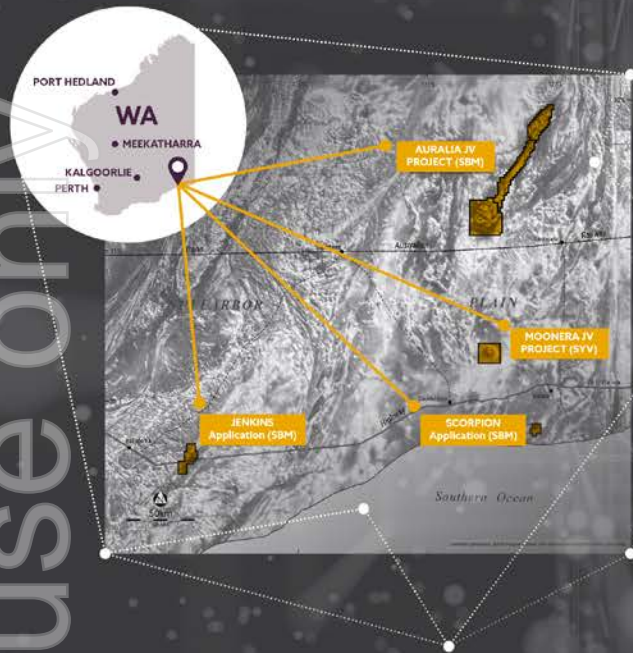 use only
PORT HEDLAND
WA
MEEKATHARRA
KALGOORLIE
PERTH
AURALIA JV
PROJECT (SBM)
PLAIN
MOONERA JV
PROJECT (SYV)
JENKINS
Application (SBM)
SCORPION
Application (SBM)
50km
Southern Ocean